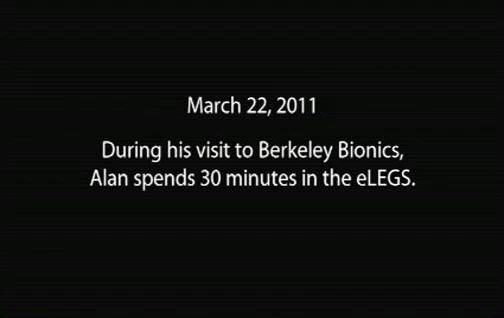 March 22, 2011
During his visit to Berkeley Bionics,
Alan spends 30 minutes in the eLEGS.